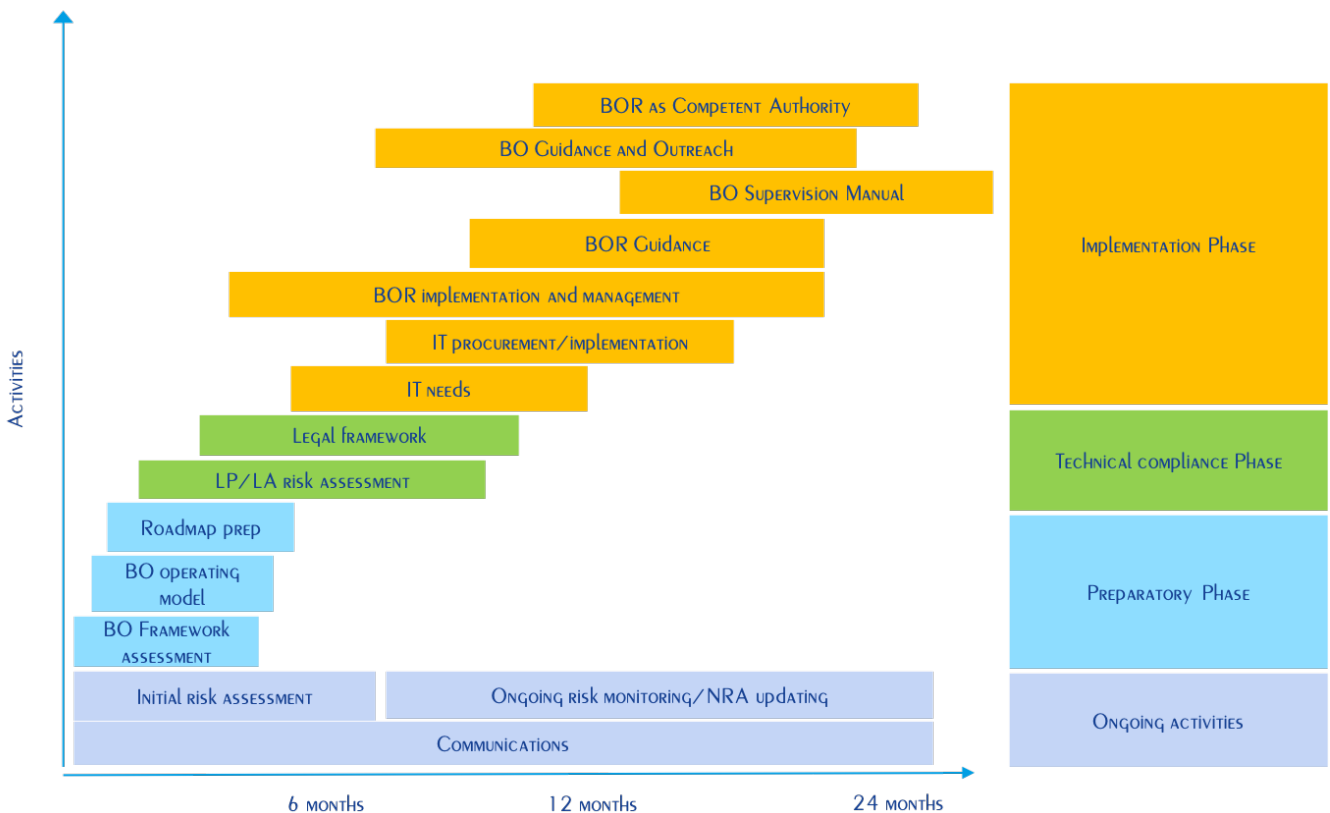 BOR as Competent Authority
BO Guidance and Outreach
BO Supervision Manual
BOR Guidance
BOR implementation and management
IT procurement/implementation
IT needs
Legal framework
LP/LA risk assessment
Roadmap prep
BO operating
model
BO Framework
assessment
Initial risk assessment
Ongoing risk monitoring/NRA updating
Communications
Implementation Phase
Technical compliance Phase
Preparatory Phase
Ongoing activities
Activities
6 months
12 months
24 months